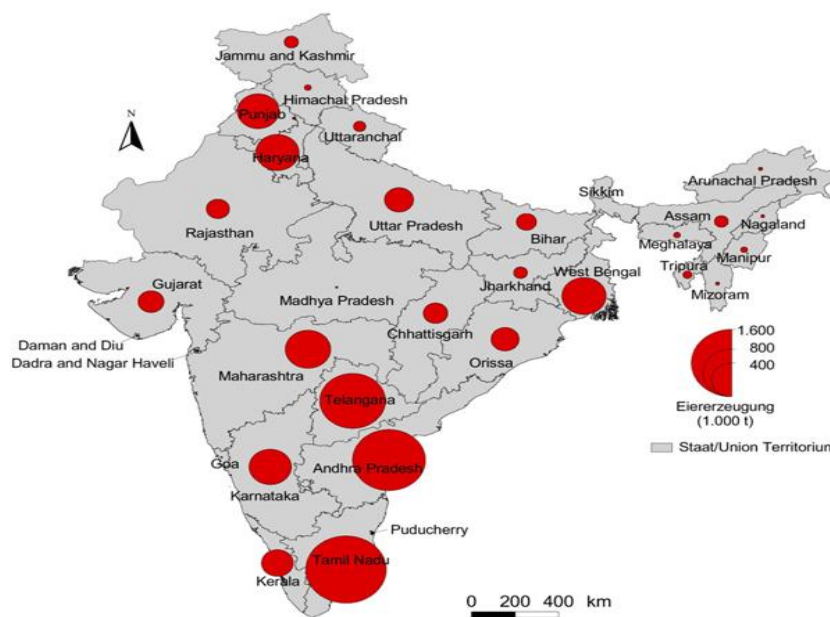 Jammu and Kashmir
Himachal Pradesh
Punjab
N
Uttaranchal
Haryana
Arunachal Pradesh
Sikkim
Assam
Nagaland
Rajasthan
Uttar Pradesh
Bihar
Meghalaya
Manipur
Tripura
West Bengal
Gujarat
Jharkhand
Mizoram
Madhya Pradesh
Chhattisgarh
1.600
800
400
Daman and Diu
Dadra and Nagar Haveli
Orissa
Maharashtra
Telangana
Eiererzeugung
(1.000 t)
Staat/Union Territorium
Goa
Andhra Pradesh
Karnataka
Puducherry
Tamil Nadu
Kerala
0 200 400 km